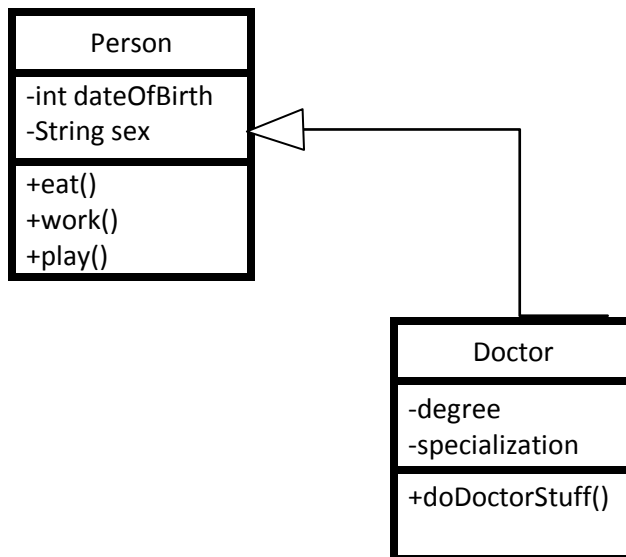 Person
-int dateOfBirth
-String sex
+eat()
+work()
+play()
Doctor
-degree
-specialization
+doDoctorStuff()